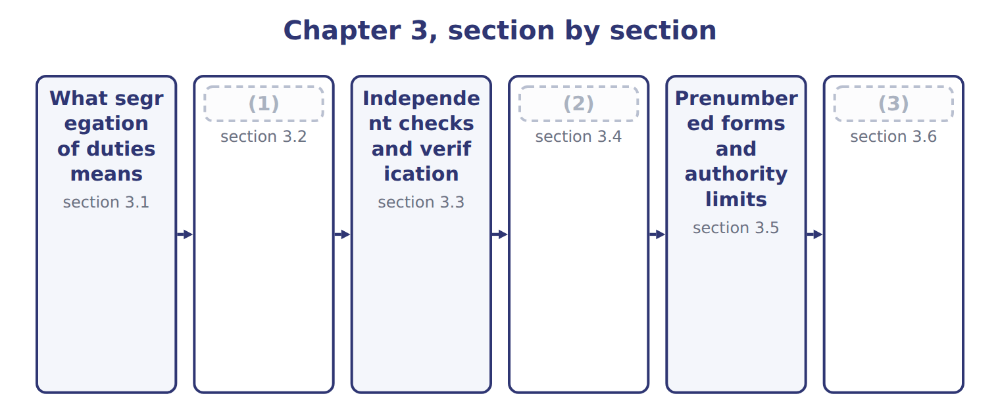 Chapter 3, section by section
What segr
egation
of duties
means
section 3.1
(1)
section 3.2
Independe
nt checks
and verif
ication
section 3.3
(2)
section 3.4
Prenumber
ed forms
and
authority
limits
section 3.5
(3)
section 3.6